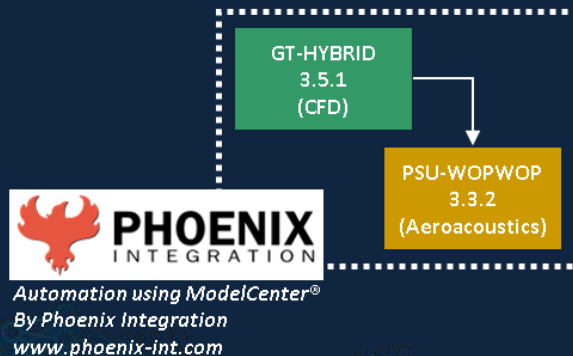 GT-HYBRID
3.5.1
(CFD)
PSU-WOPWOP
3.3.2
(Aeroacoustics)
PHOENIX
INTEGRATION
Automation using ModelCenter®
By Phoenix Integration
www.phoenix-int.com